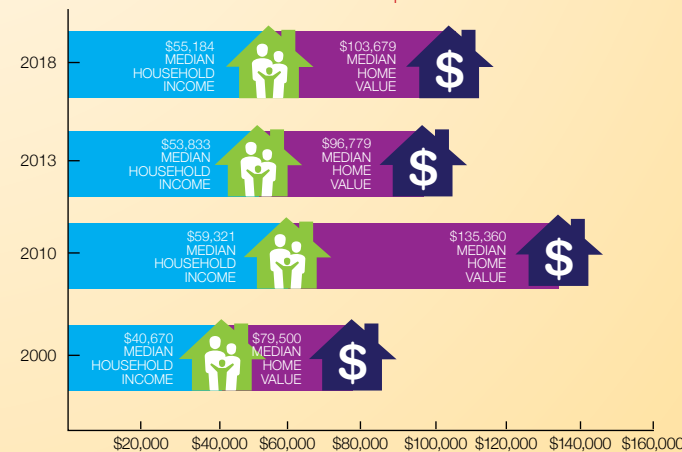 2018
$55,184
MEDIAN
HOUSEHOLD
INCOME
$103,679
MEDIAN
HOME
VALUE
$
2013
$53,833
MEDIAN
HOUSEHOLD
INCOME
$96,779
MEDIAN
HOME
VALUE
$
2010
$59,321
MEDIAN
HOUSEHOLD
INCOME
$135,360
MEDIAN
HOME
VALUE
$
2000
$40,670
MEDIAN
HOUSEHOLD
INCOME
$79,500
MEDIAN
HOME
VALUE
$
$20,000 $40,000 $60,000 $80,000 $100,000 $120,000 $140,000 $160,000